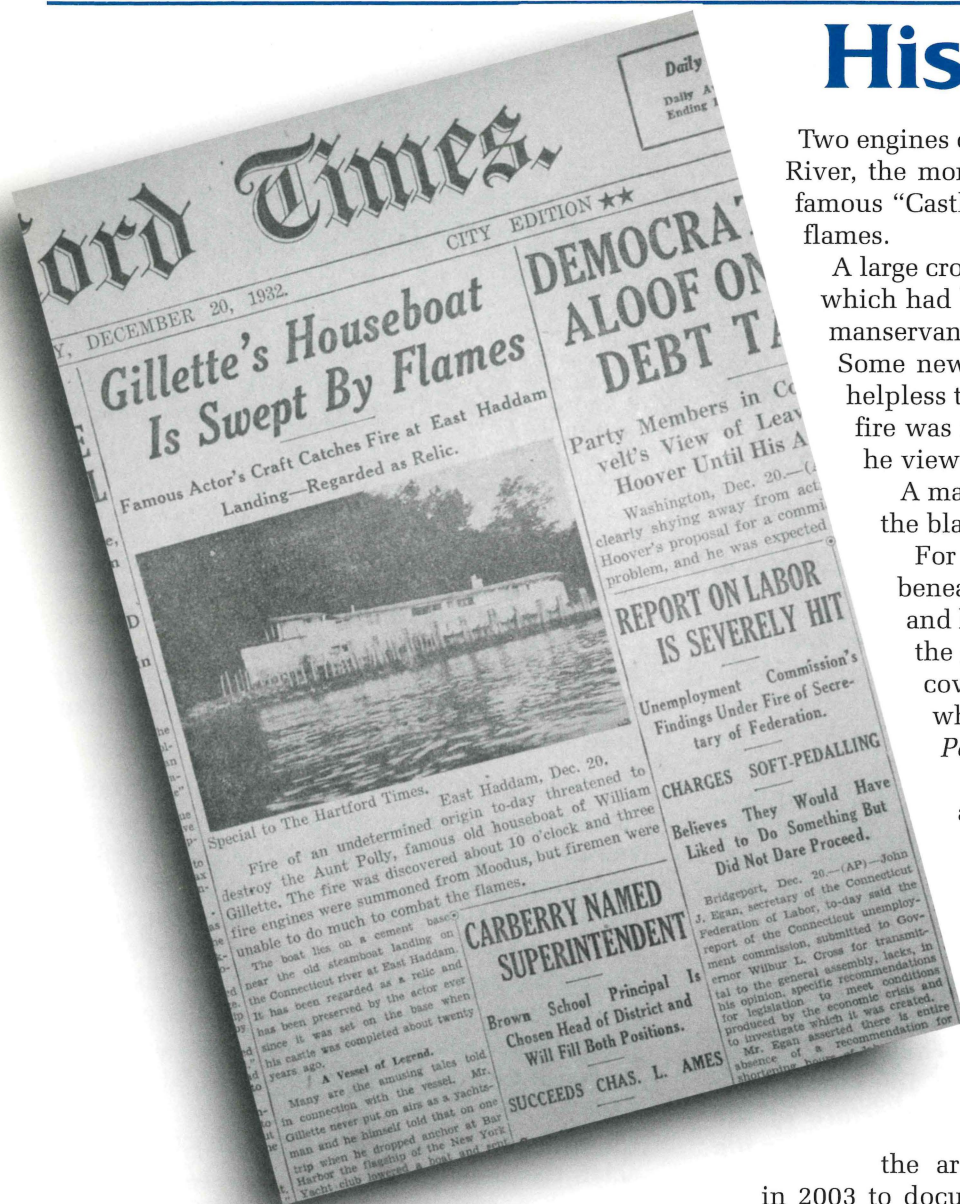 His
Two engines
River, the
famous
flames.
A large
which had
manservan
Some
helpless
fire was
he
A
the
For
and
the
the
in 2003 to
ord Times.
Daily
Daily
Ending
CITY EDITION ★★
Y, DECEMBER 20, 1932.
Gillette's Houseboat
Is Swept By Flames
Famous Actor's Craft Catches Fire at East Haddam
Landing—Regarded as Relic.
Special to The Hartford Times.
East Haddam, Dec. 20.
Fire of an undetermined origin to-day threatened to
destroy the Aunt Polly, famous old houseboat of William
Gillette. The fire was discovered about 10 o'clock and three
fire engines were summoned from Moodus, but firemen were
unable to do much to combat the flames.
The boat lies on a cement base
near the old steamboat landing on
the Connecticut river at East Haddam.
It has been regarded as a relic and
has been preserved by the actor ever
since it was set on the base when
his castle was completed about twenty
years ago.
A Vessel of Legend.
Many are the amusing tales told
in connection with the vessel. Mr.
Gillette never put on airs as a yachts-
man and he himself told that on one
trip when he dropped anchor at Bar
Harbor the flagship of the New York
Yacht club lowered a boat and sent
CARBERRY NAMED
SUPERINTENDENT
Brown School Principal Is
Chosen Head of District and
Will Fill Both Positions.
SUCCEEDS CHAS. L. AMES
DEMOCRAT
ALOOF ON
DEBT TA
Party Members in
velt's View of Leav
Hoover Until His A
Washington, Dec. 20.—
clearly shying away from act
Hoover's proposal for a commi
problem, and he was expected
REPORT ON LABOR
IS SEVERELY HIT
Unemployment Commission's
Findings Under Fire of Secre-
tary of Federation.
CHARGES SOFT-PEDALLING
Believes They Would Have
Liked to Do Something But
Did Not Dare Proceed.
Bridgeport, Dec. 20.—(AP)—John
J. Egan, secretary of the Connecticut
Federation of Labor, to-day said the
report of the Connecticut unemploy-
ment commission, submitted to Gov-
ernor Wilbur L. Cross for transmit-
tal to the general assembly, lacks, in
his opinion, specific recommendations
for legislation to meet conditions
produced by the economic crisis and
to investigate which it was created.
Mr. Egan asserted there is entire
absence of a recommendation for
shortening